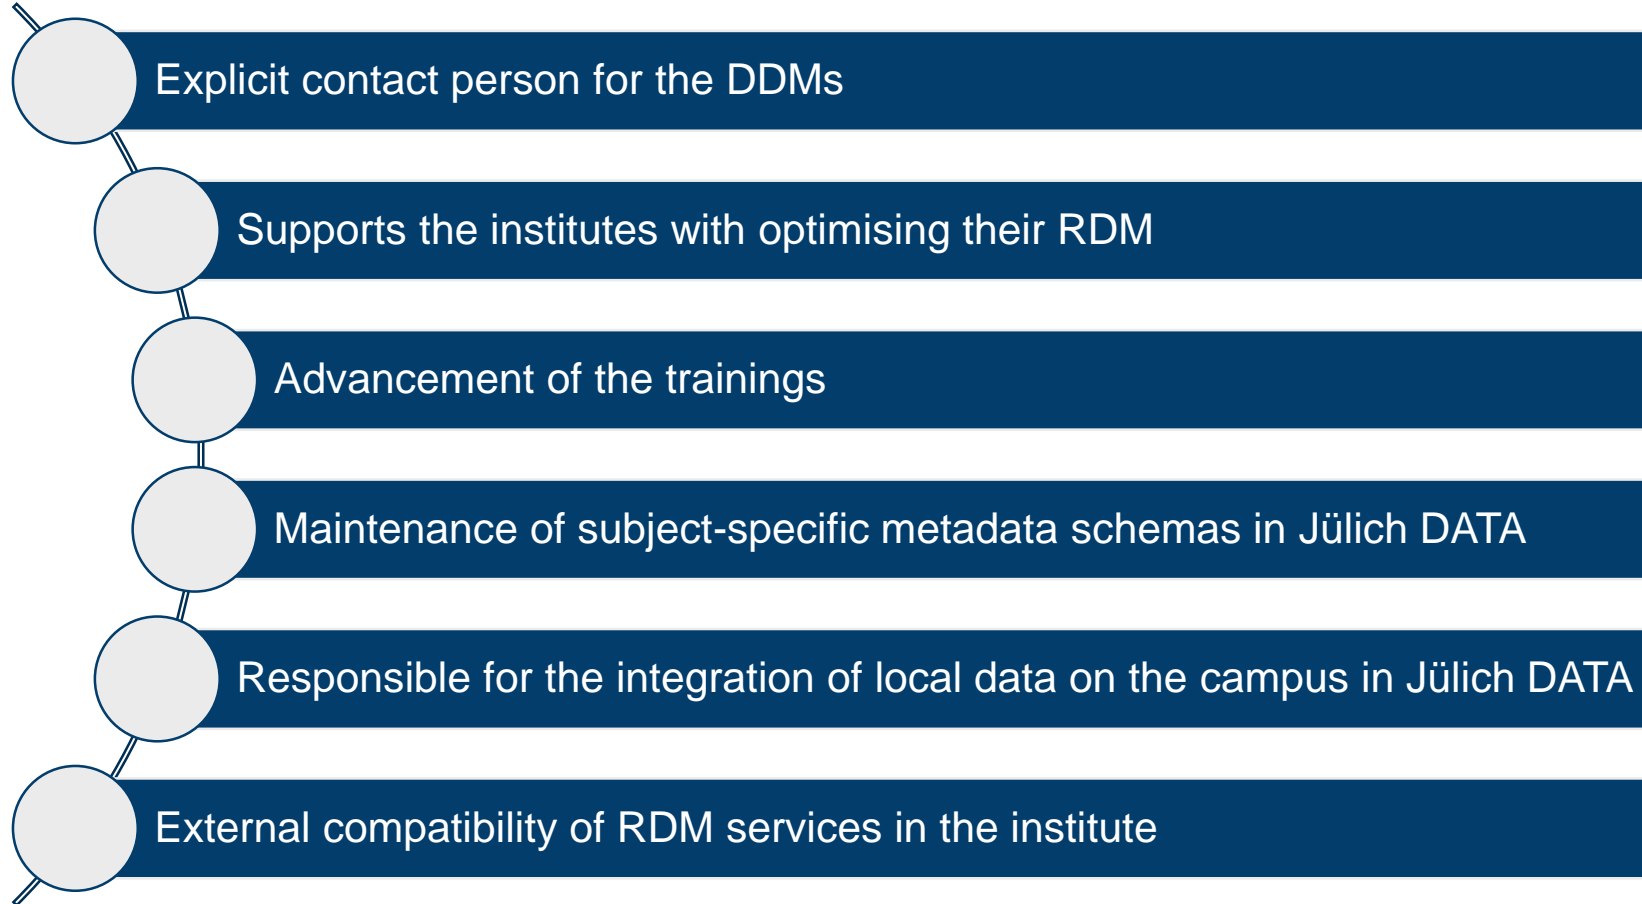 Explicit contact person for the DDMs
Supports the institutes with optimising their RDM
Advancement of the trainings
Maintenance of subject-specific metadata schemas in Jülich DATA
Responsible for the integration of local data on the campus in Jülich DATA
External compatibility of RDM services in the institute